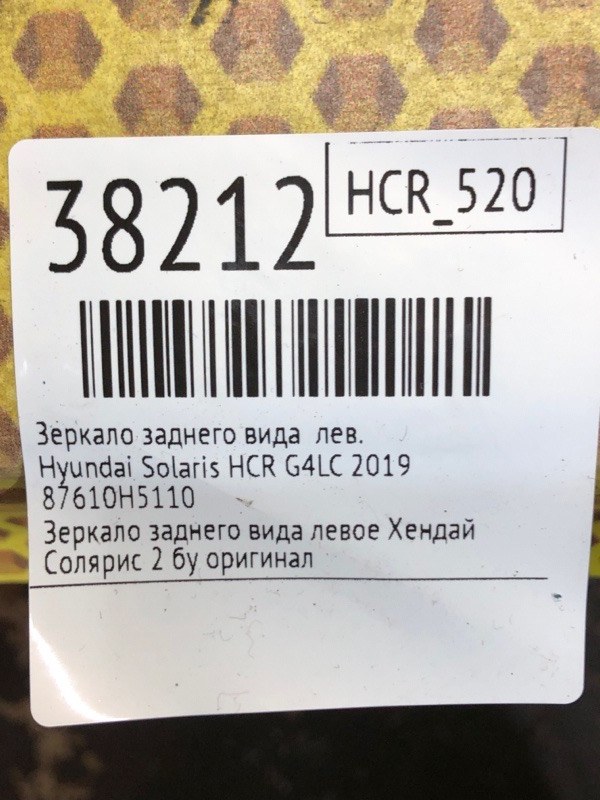 38212
HCR_520
Зеркало заднего вида лев.
Hyundai Solaris HCR G4LC 2019
87610H5110
Зеркало заднего вида левое Хендай
Солярис 2 бу оригинал